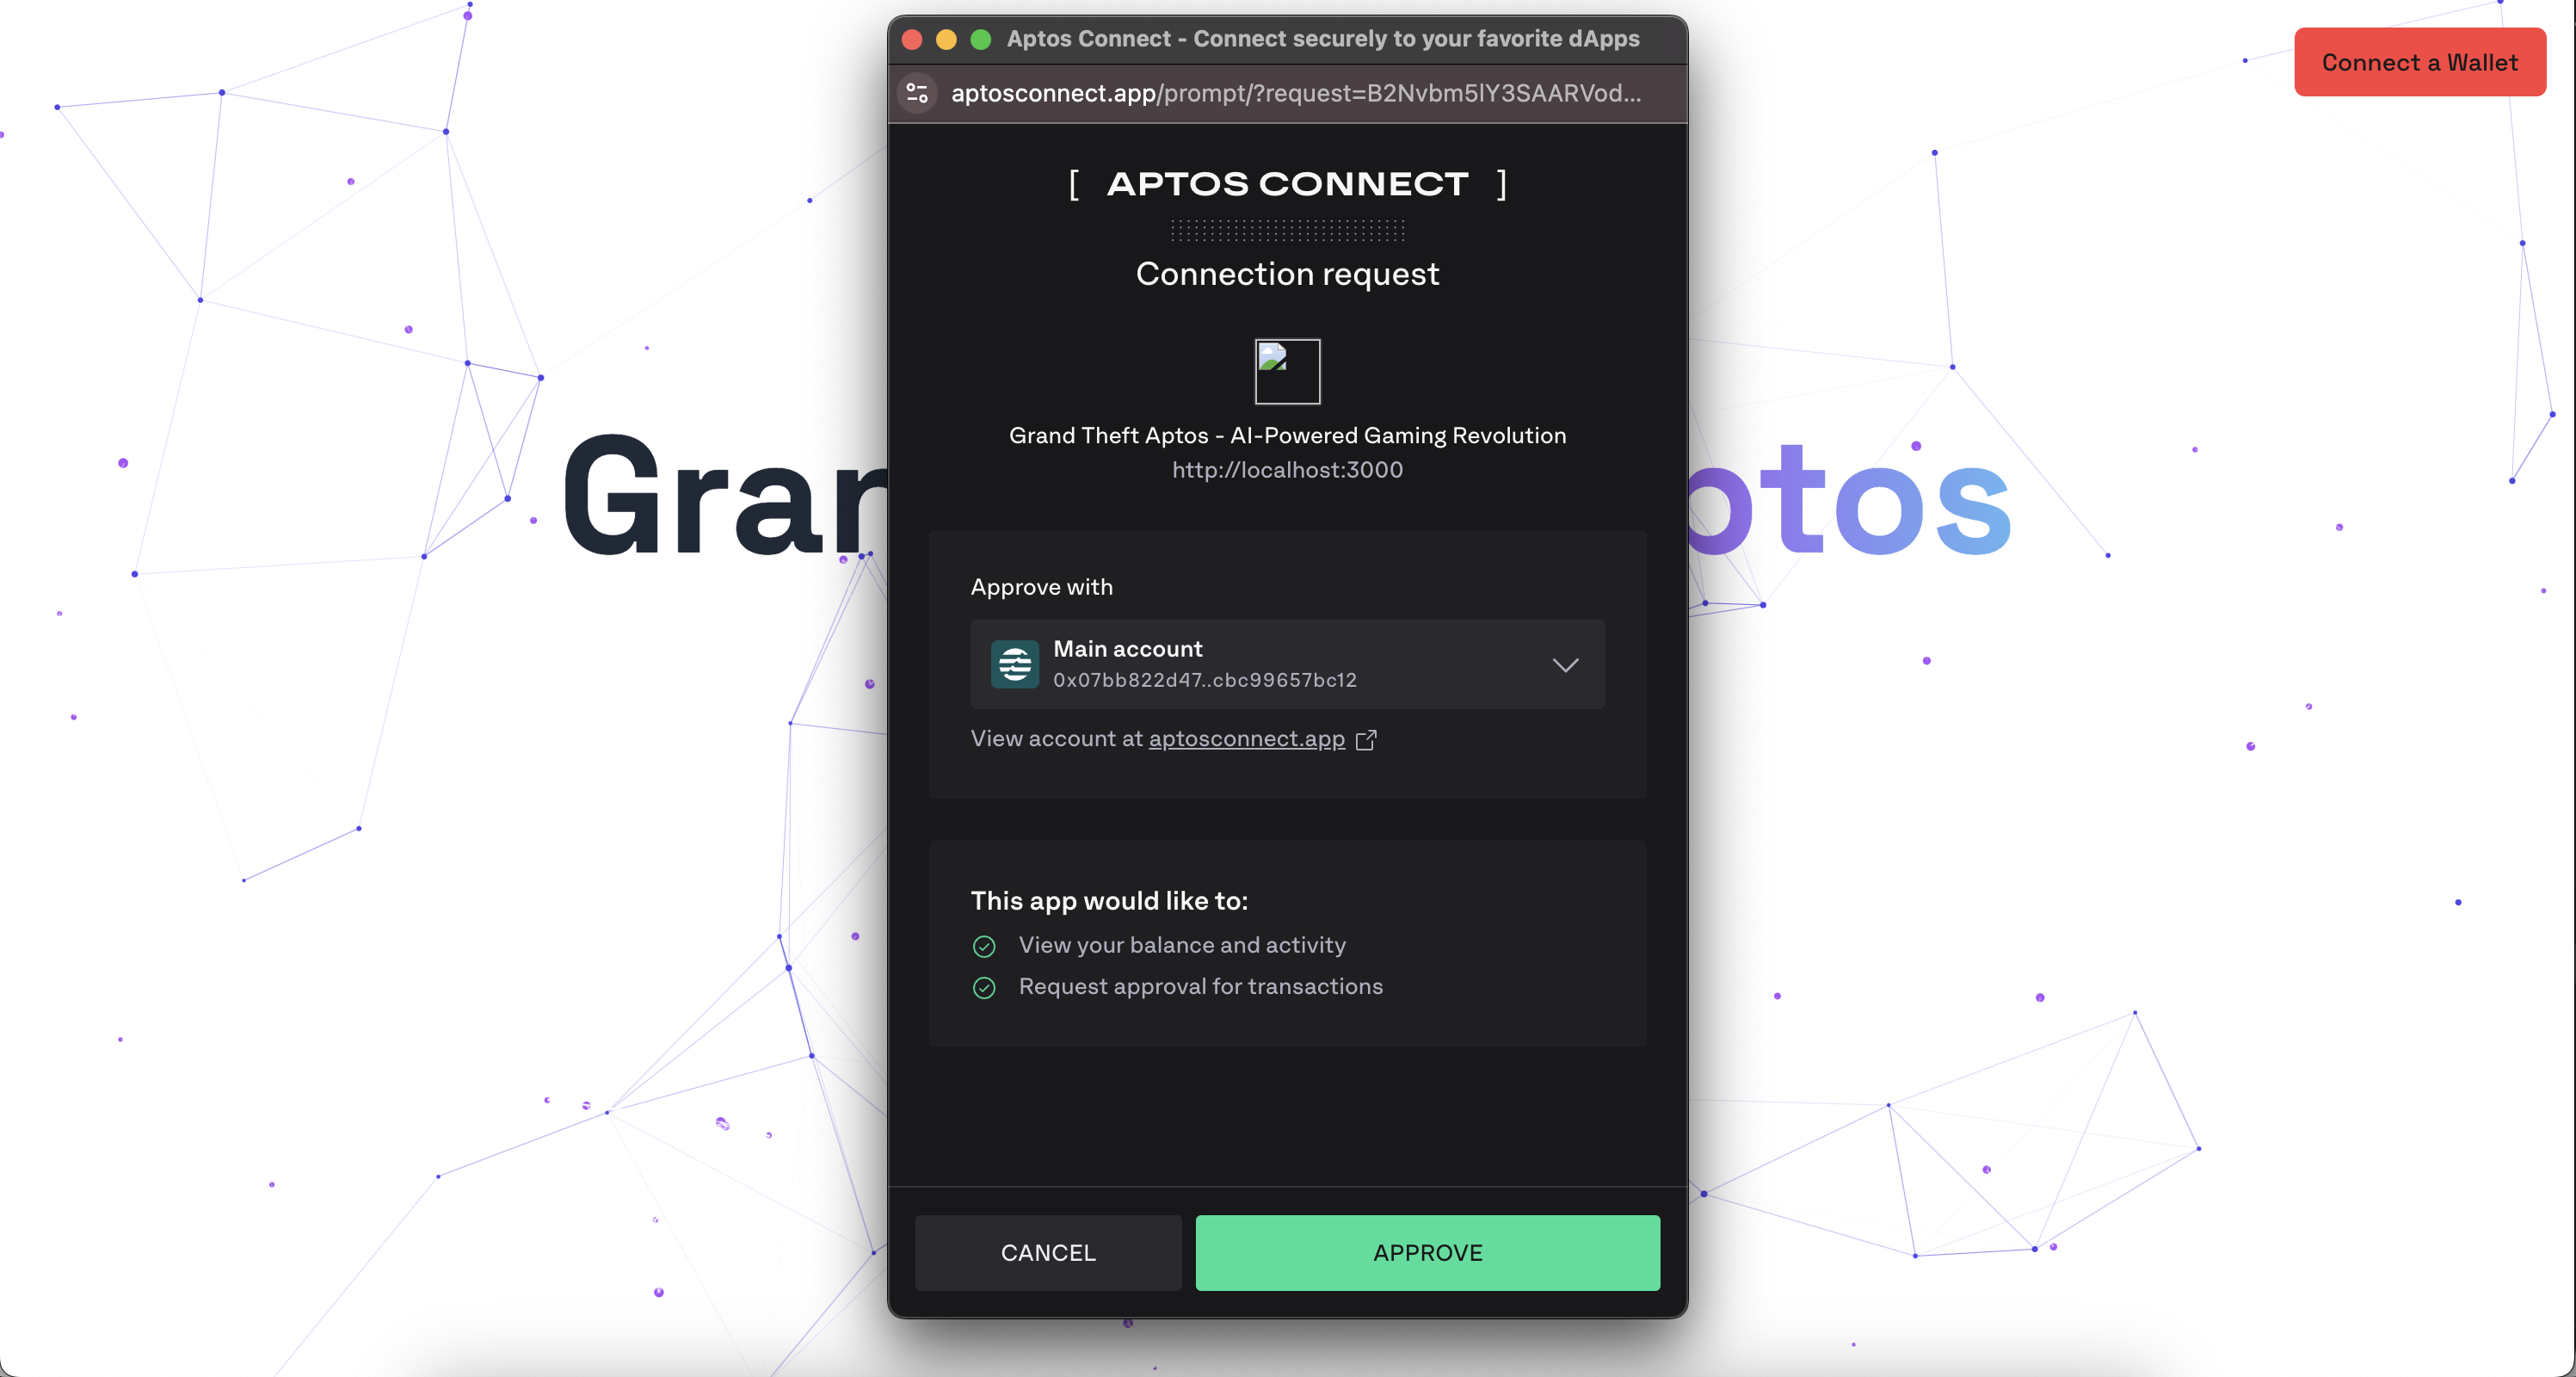 Aptos Connect - Connect securely to your favorite dApps
aptosconnect.app/prompt/?request=B2Nvbm5lY3SAARVod...
Connect a Wallet
[ APTOS CONNECT ]
Connection request
Grand Theft Aptos - AI-Powered Gaming Revolution
http://localhost:3000
Gran
otos
Approve with
Main account
0x07bb822d47..cbc99657bc12
View account at aptosconnect.app
This app would like to:
View your balance and activity
Request approval for transactions
CANCEL
APPROVE